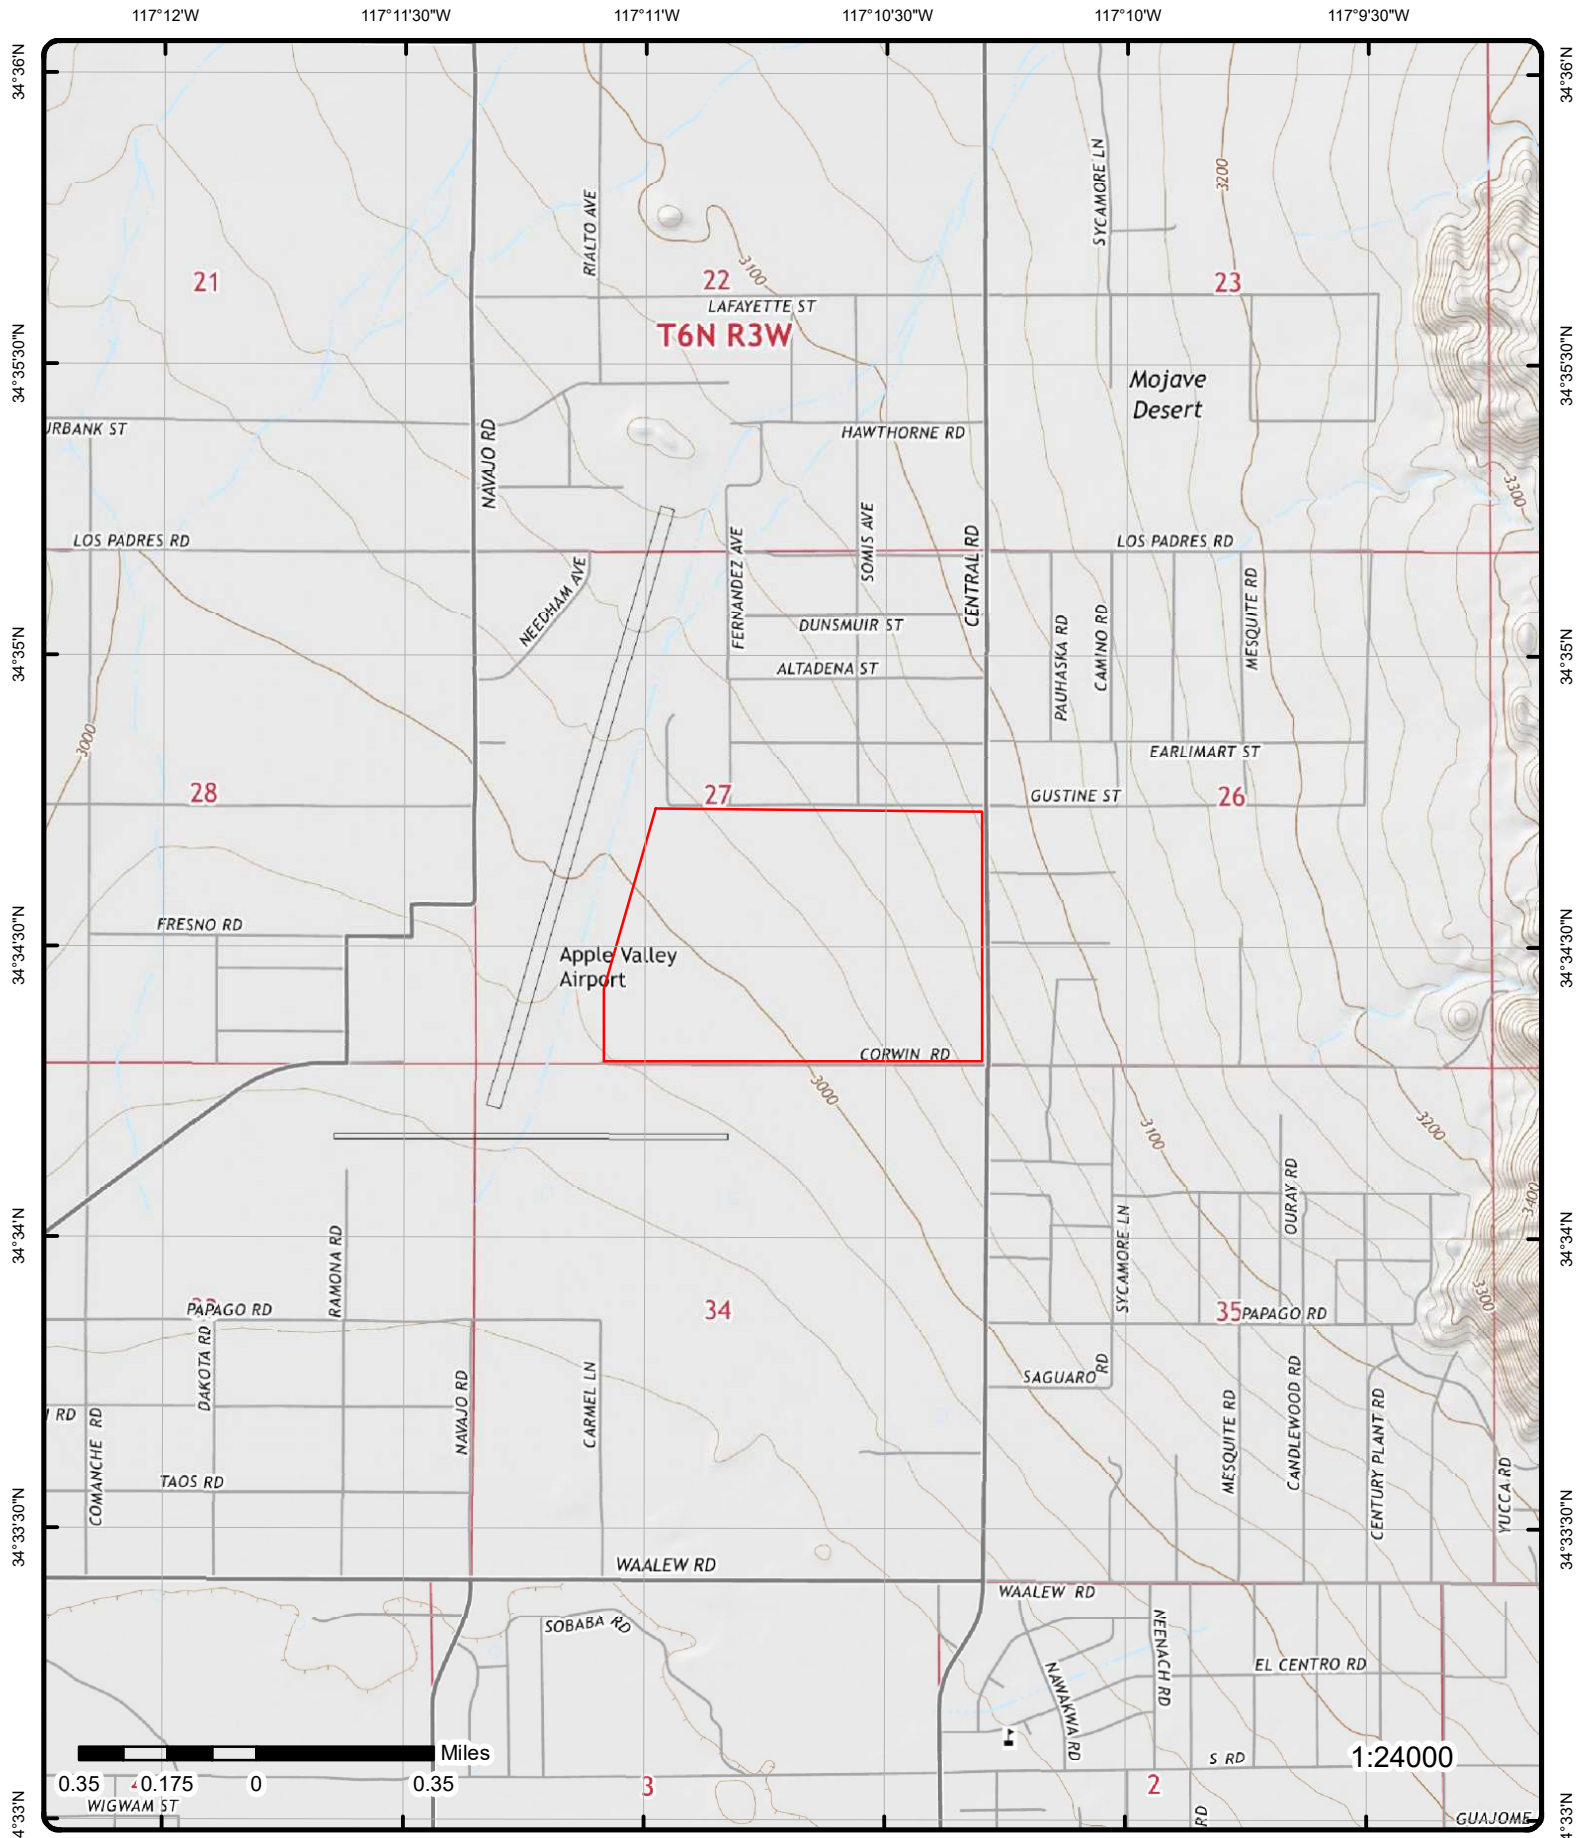 117°12'W 117°11'30"W 117°11'W 117°10'30"W 117°10'W 117°9'30"W
34°36'N
34°36'N
SYCAMORE LN
3200
RIALTO AVE
3100
21
22
23
LAFAYETTE ST
T6N R3W
34°35'30"N
34°35'30"N
Mojave
Desert
URBANK ST
NAVAJO RD
HAWTHORNE RD
3300
LOS PADRES RD
NEEDHAM AVE
FERNANDEZ AVE
SOMIS AVE
CENTRAL RD
LOS PADRES RD
MESQUITE RD
DUNSMUIR ST
PAUHASKA RD
CAMINO RD
34°35'N
34°35'N
ALTADENA ST
3000
EARLIMART ST
28
27
GUSTINE ST
26
FRESNO RD
34°34'30"N
34°34'30"N
Apple Valley
Airport
CORWIN RD
3000
3100
3200
OURAY RD
3400
34°34'N
34°34'N
RAMONA RD
SYCAMORE LN
3300
PAPAGO RD
34
35
PAPAGO RD
DAKOTA RD
NAVAJO RD
CARMEL LN
SAGUARO RD
MESQUITE RD
CANDLEWOOD RD
CENTURY PLANT RD
RD
COMANCHE RD
TAOS RD
YUCCA RD
34°33'30"N
34°33'30"N
WAALEW RD
WAALEW RD
SOBABA RD
NEENACH RD
NAWAKWA RD
EL CENTRO RD
Miles
S RD
1:24000
0.35 0.175 0 0.35
4
3
2
WIGWAM ST
RD
GUAJOME
4°33'N
4°33'N